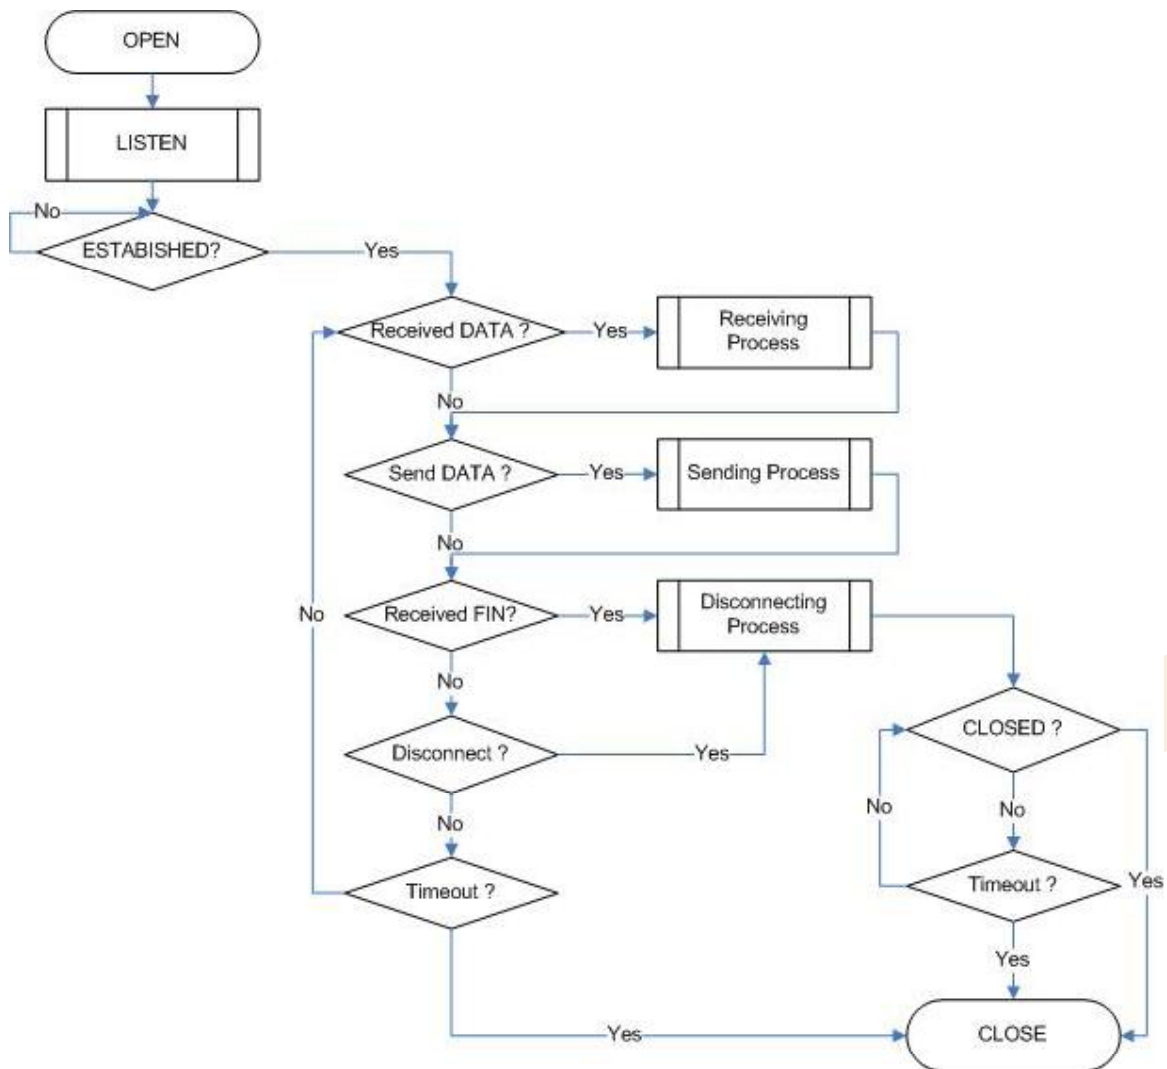 OPEN
LISTEN
No
ESTABISHED?
Yes
Received DATA ?
Yes
Receiving
Process
No
Send DATA ?
Yes
Sending Process
No
Received FIN?
Yes
Disconnecting
Process
No
No
CLOSED ?
Disconnect ?
Yes
No
No
No
Timeout ?
Timeout ?
Yes
Yes
Yes
CLOSE